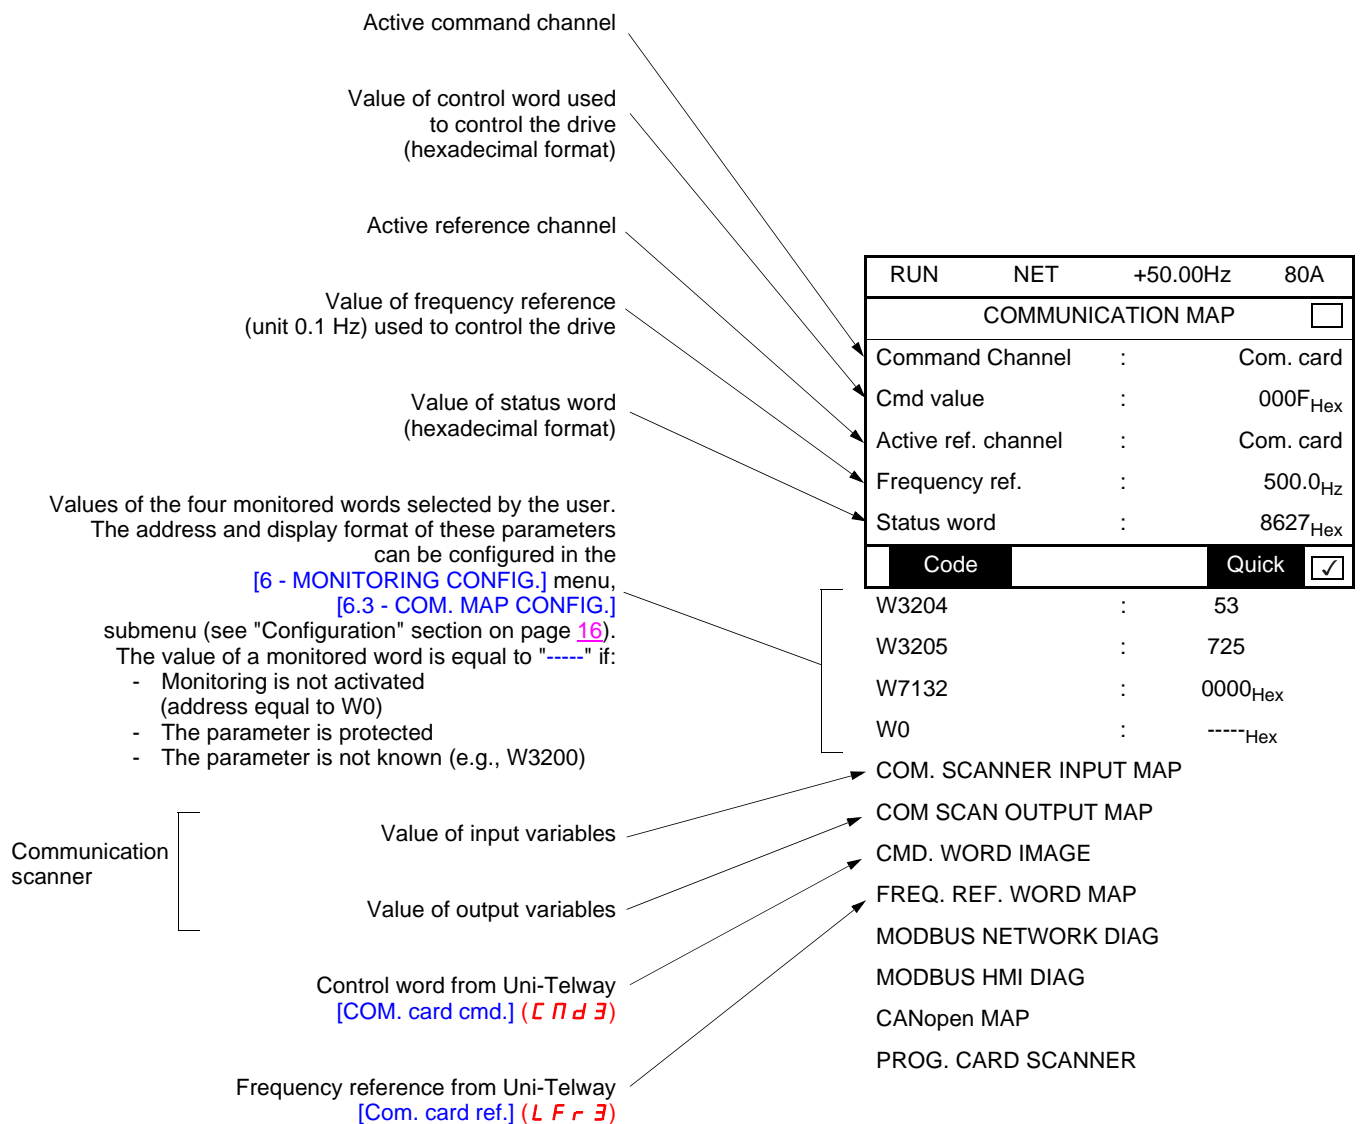 Active command channel
Value of control word used
to control the drive
(hexadecimal format)
Active reference channel
Value of frequency reference
(unit 0.1 Hz) used to control the drive
Value of status word
(hexadecimal format)
Values of the four monitored words selected by the user.
The address and display format of these parameters
can be configured in the
[6 - MONITORING CONFIG.] menu,
[6.3 - COM. MAP CONFIG.]
submenu (see "Configuration" section on page 16).
The value of a monitored word is equal to "-----" if:
- Monitoring is not activated
(address equal to W0)
- The parameter is protected
- The parameter is not known (e.g., W3200)
Communication
scanner
Value of input variables
Value of output variables
Control word from Uni-Telway
[COM. card cmd.] (CMd3)
Frequency reference from Uni-Telway
[Com. card ref.] (LFr3)
RUN NET +50.00Hz 80A
COMMUNICATION MAP
Command Channel : Com. card
Cmd value : 000FHex
Active ref. channel : Com. card
Frequency ref. : 500.0Hz
Status word : 8627Hex
Code Quick ✓
W3204 : 53
W3205 : 725
W7132 : 0000Hex
W0 : -----Hex
COM. SCANNER INPUT MAP
COM SCAN OUTPUT MAP
CMD. WORD IMAGE
FREQ. REF. WORD MAP
MODBUS NETWORK DIAG
MODBUS HMI DIAG
CANopen MAP
PROG. CARD SCANNER